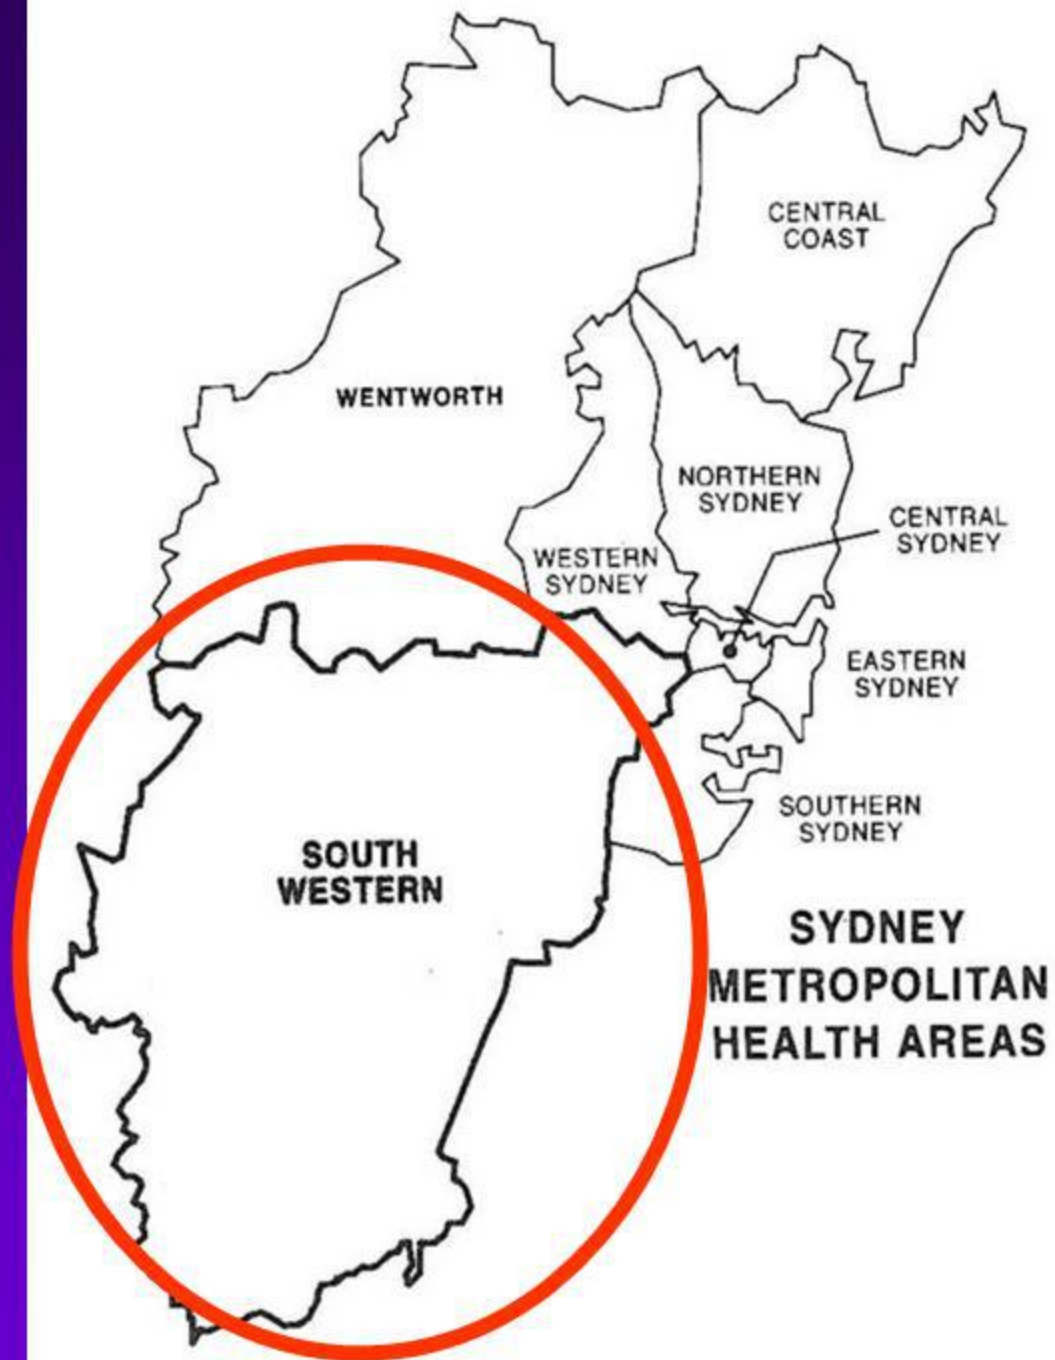 CENTRAL
COAST
WENTWORTH
NORTHERN
SYDNEY
CENTRAL
SYDNEY
WESTERN
SYDNEY
EASTERN
SYDNEY
SOUTHERN
SYDNEY
SOUTH
WESTERN
SYDNEY
METROPOLITAN
HEALTH AREAS